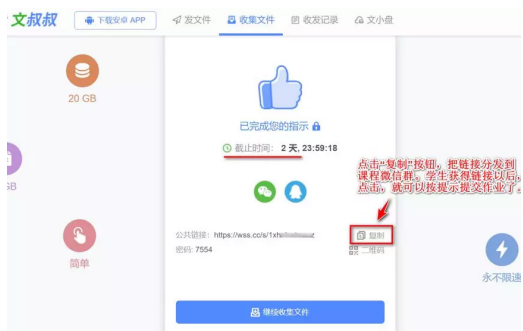 文叔叔
下载安卓 APP
发文件
收集文件
收发记录
文小盘
20 GB
已完成您的指示
截止时间： 2 天, 23:59:18
点击“复制”按钮，把链接分发到
课程微信群，学生获得链接以后，
点击，就可以按提示提交作业了。
公共链接： https://wss.cc/s/1xh
复制
密码: 7554
二维码
GB
简单
永不限速
继续收集文件